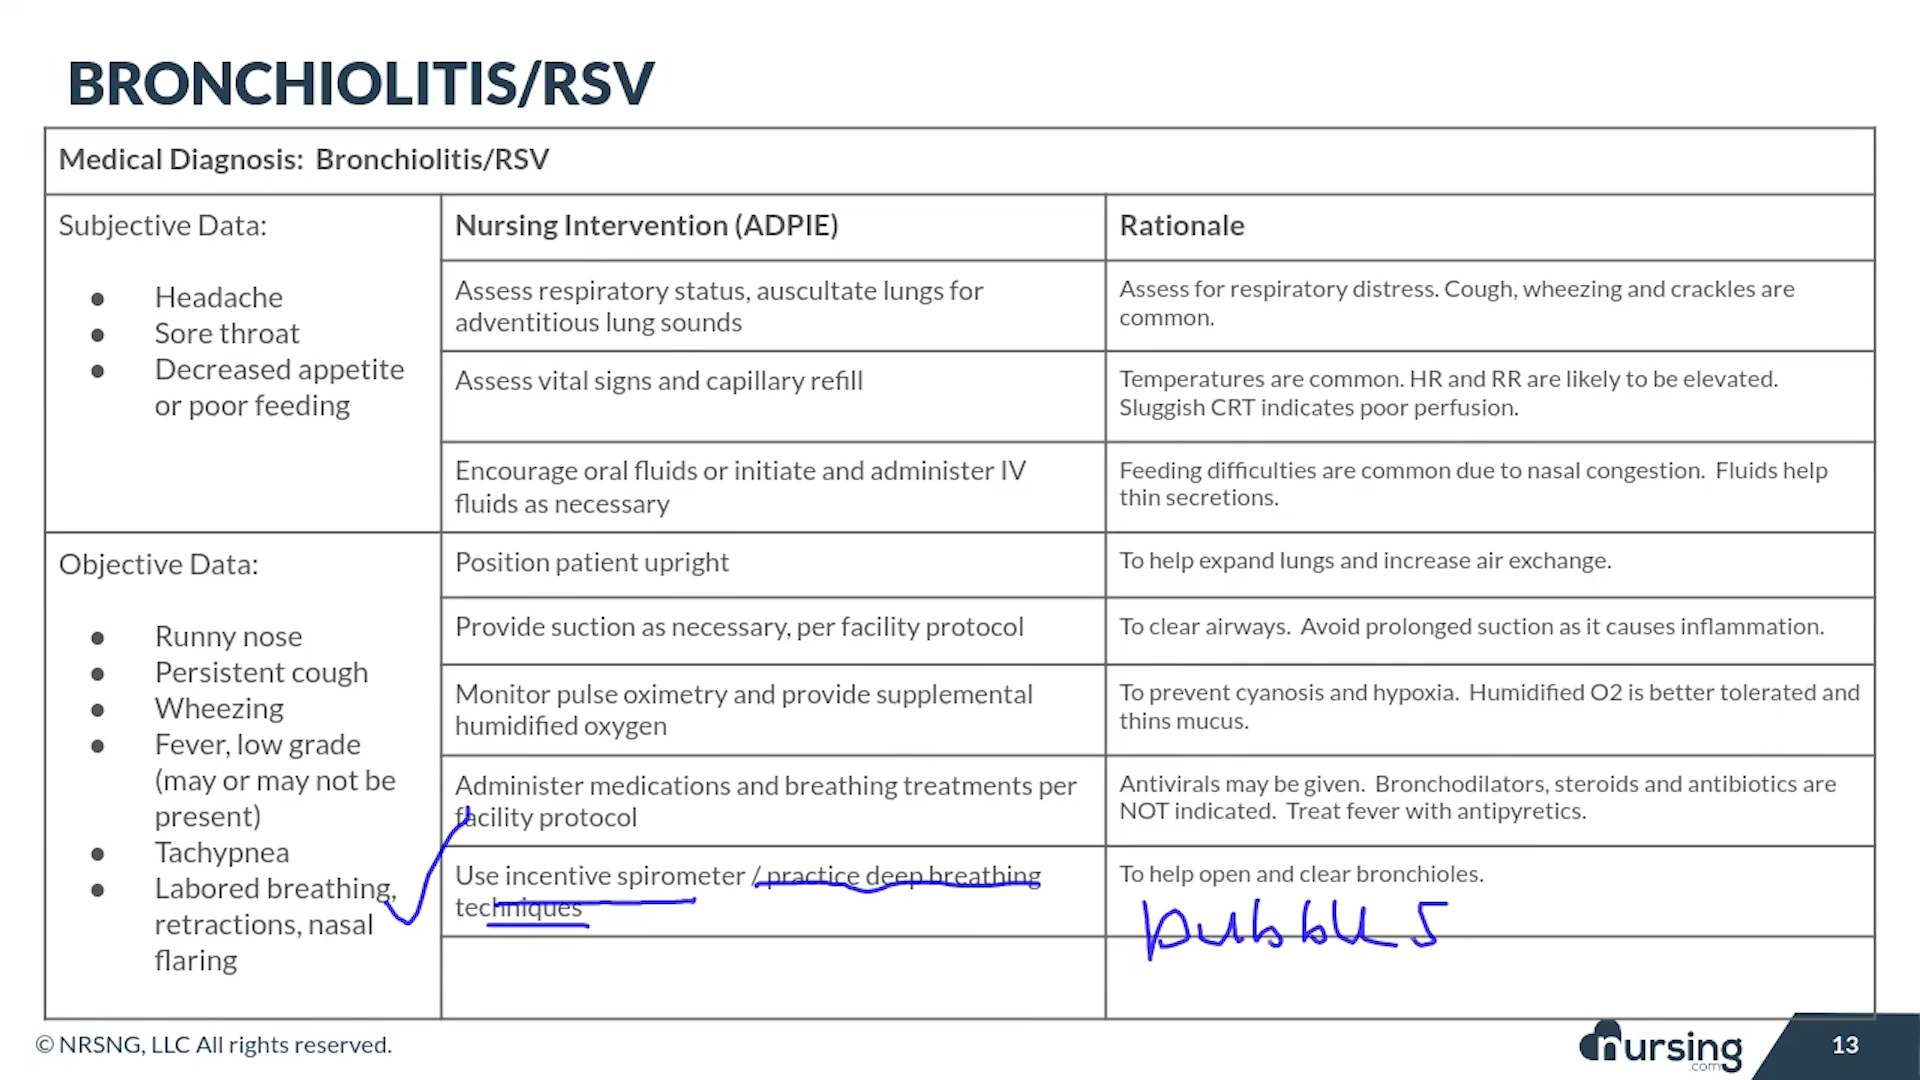 BRONCHIOLITIS/RSV
Medical Diagnosis: Bronchiolitis/RSV
Subjective Data:
● Headache
● Sore throat
● Decreased appetite
or poor feeding
Nursing Intervention (ADPIE)
Rationale
Assess respiratory status, auscultate lungs for
adventitious lung sounds
Assess for respiratory distress. Cough, wheezing and crackles are
common.
Assess vital signs and capillary refill
Temperatures are common. HR and RR are likely to be elevated.
Sluggish CRT indicates poor perfusion.
Encourage oral fluids or initiate and administer IV
fluids as necessary
Feeding difficulties are common due to nasal congestion. Fluids help
thin secretions.
Objective Data:
● Runny nose
● Persistent cough
● Wheezing
● Fever, low grade
(may or may not be
present)
● Tachypnea
● Labored breathing,
retractions, nasal
flaring
Position patient upright
To help expand lungs and increase air exchange.
Provide suction as necessary, per facility protocol
To clear airways. Avoid prolonged suction as it causes inflammation.
Monitor pulse oximetry and provide supplemental
humidified oxygen
To prevent cyanosis and hypoxia. Humidified O2 is better tolerated and
thins mucus.
Administer medications and breathing treatments per
facility protocol
Antivirals may be given. Bronchodilators, steroids and antibiotics are
NOT indicated. Treat fever with antipyretics.
Use incentive spirometer / practice deep breathing
techniques
To help open and clear bronchioles.
bubbles
© NRSNG, LLC All rights reserved.
nursing
.com
13